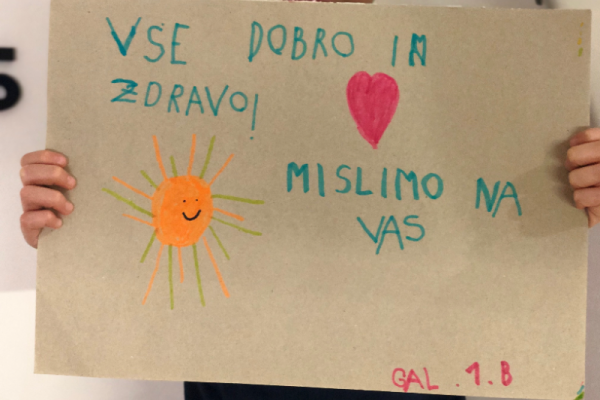 VSE DOBRO IN
ZDRAVO!
MISLIMO NA
VAS
GAL . 1. B